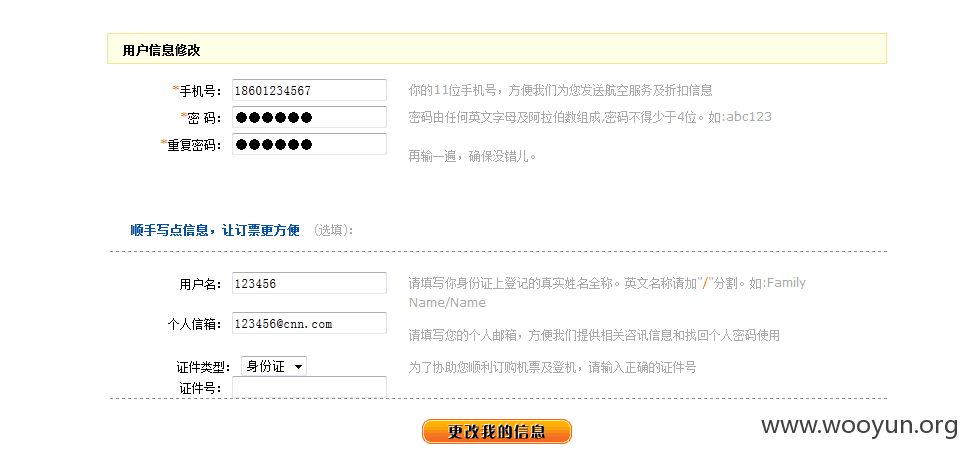 用户信息修改
*手机号: 18601234567 你的11位手机号，方便我们为您发送航空服务及折扣信息
*密 码: ●●●●●● 密码由任何英文字母及阿拉伯数组成,密码不得少于4位。如:abc123
*重复密码: ●●●●●● 再输一遍，确保没错儿。
顺手写点信息，让订票更方便 (选填):
用户名: 123456 请填写你身份证上登记的真实姓名全称。英文名称请加"/"分割。如:Family
Name/Name
个人信箱: 123456@cnn.com 请填写您的个人邮箱，方便我们提供相关咨讯信息和找回个人密码使用
证件类型: 身份证 为了协助您顺利订购机票及登机，请输入正确的证件号
证件号:
更改我的信息
www.wooyun.org